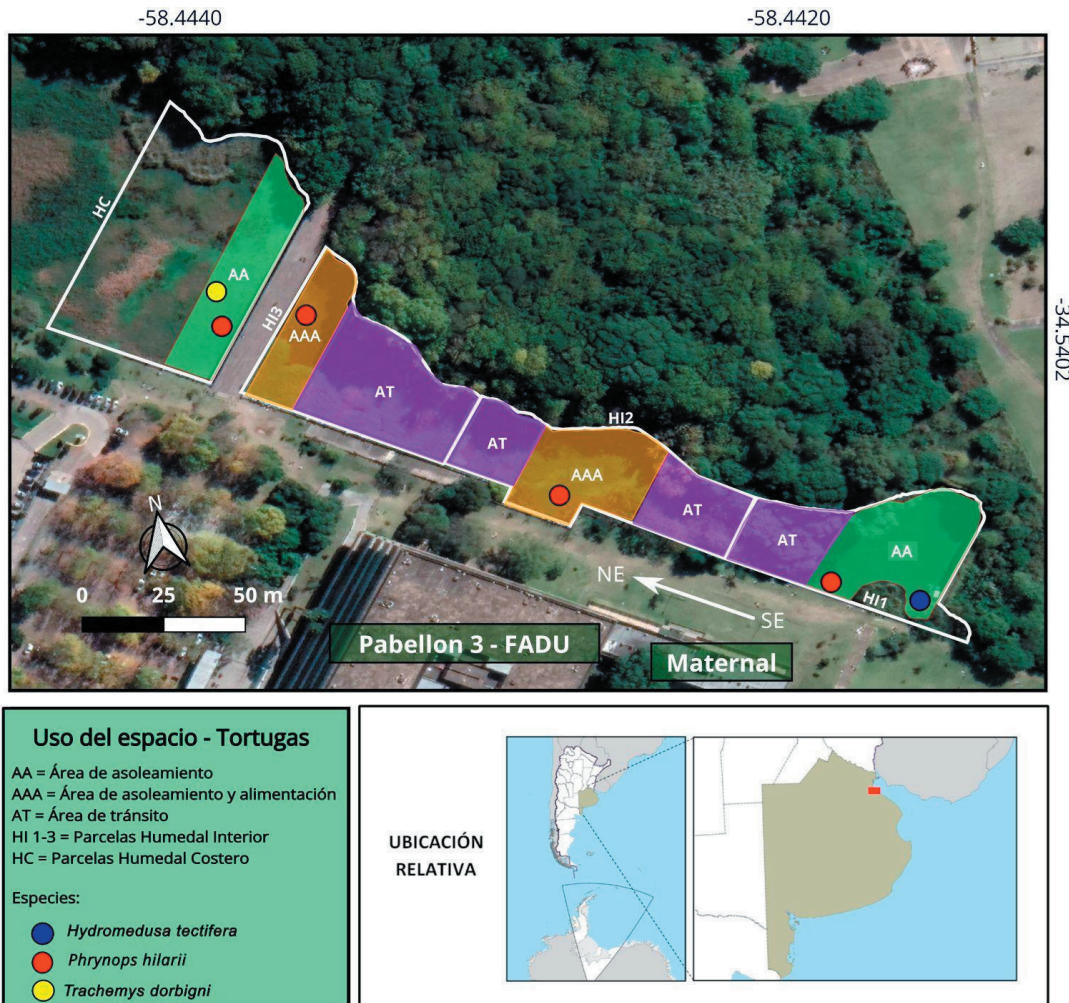 -58.4440
-58.4420
-34.5402
HC
AA
HI3
AAA
AT
AT
HI2
AAA
AT
AT
AA
HI1
N
0 25 50 m
NE
SE
Pabellon 3 - FADU
Maternal
Uso del espacio - Tortugas
AA = Área de asoleamiento
AAA = Área de asoleamiento y alimentación
AT = Área de tránsito
HI 1-3 = Parcelas Humedal Interior
HC = Parcelas Humedal Costero
Especies:
Hydromedusa tectifera
Phrynops hilarii
Trachemys dorbigni
UBICACIÓN
RELATIVA